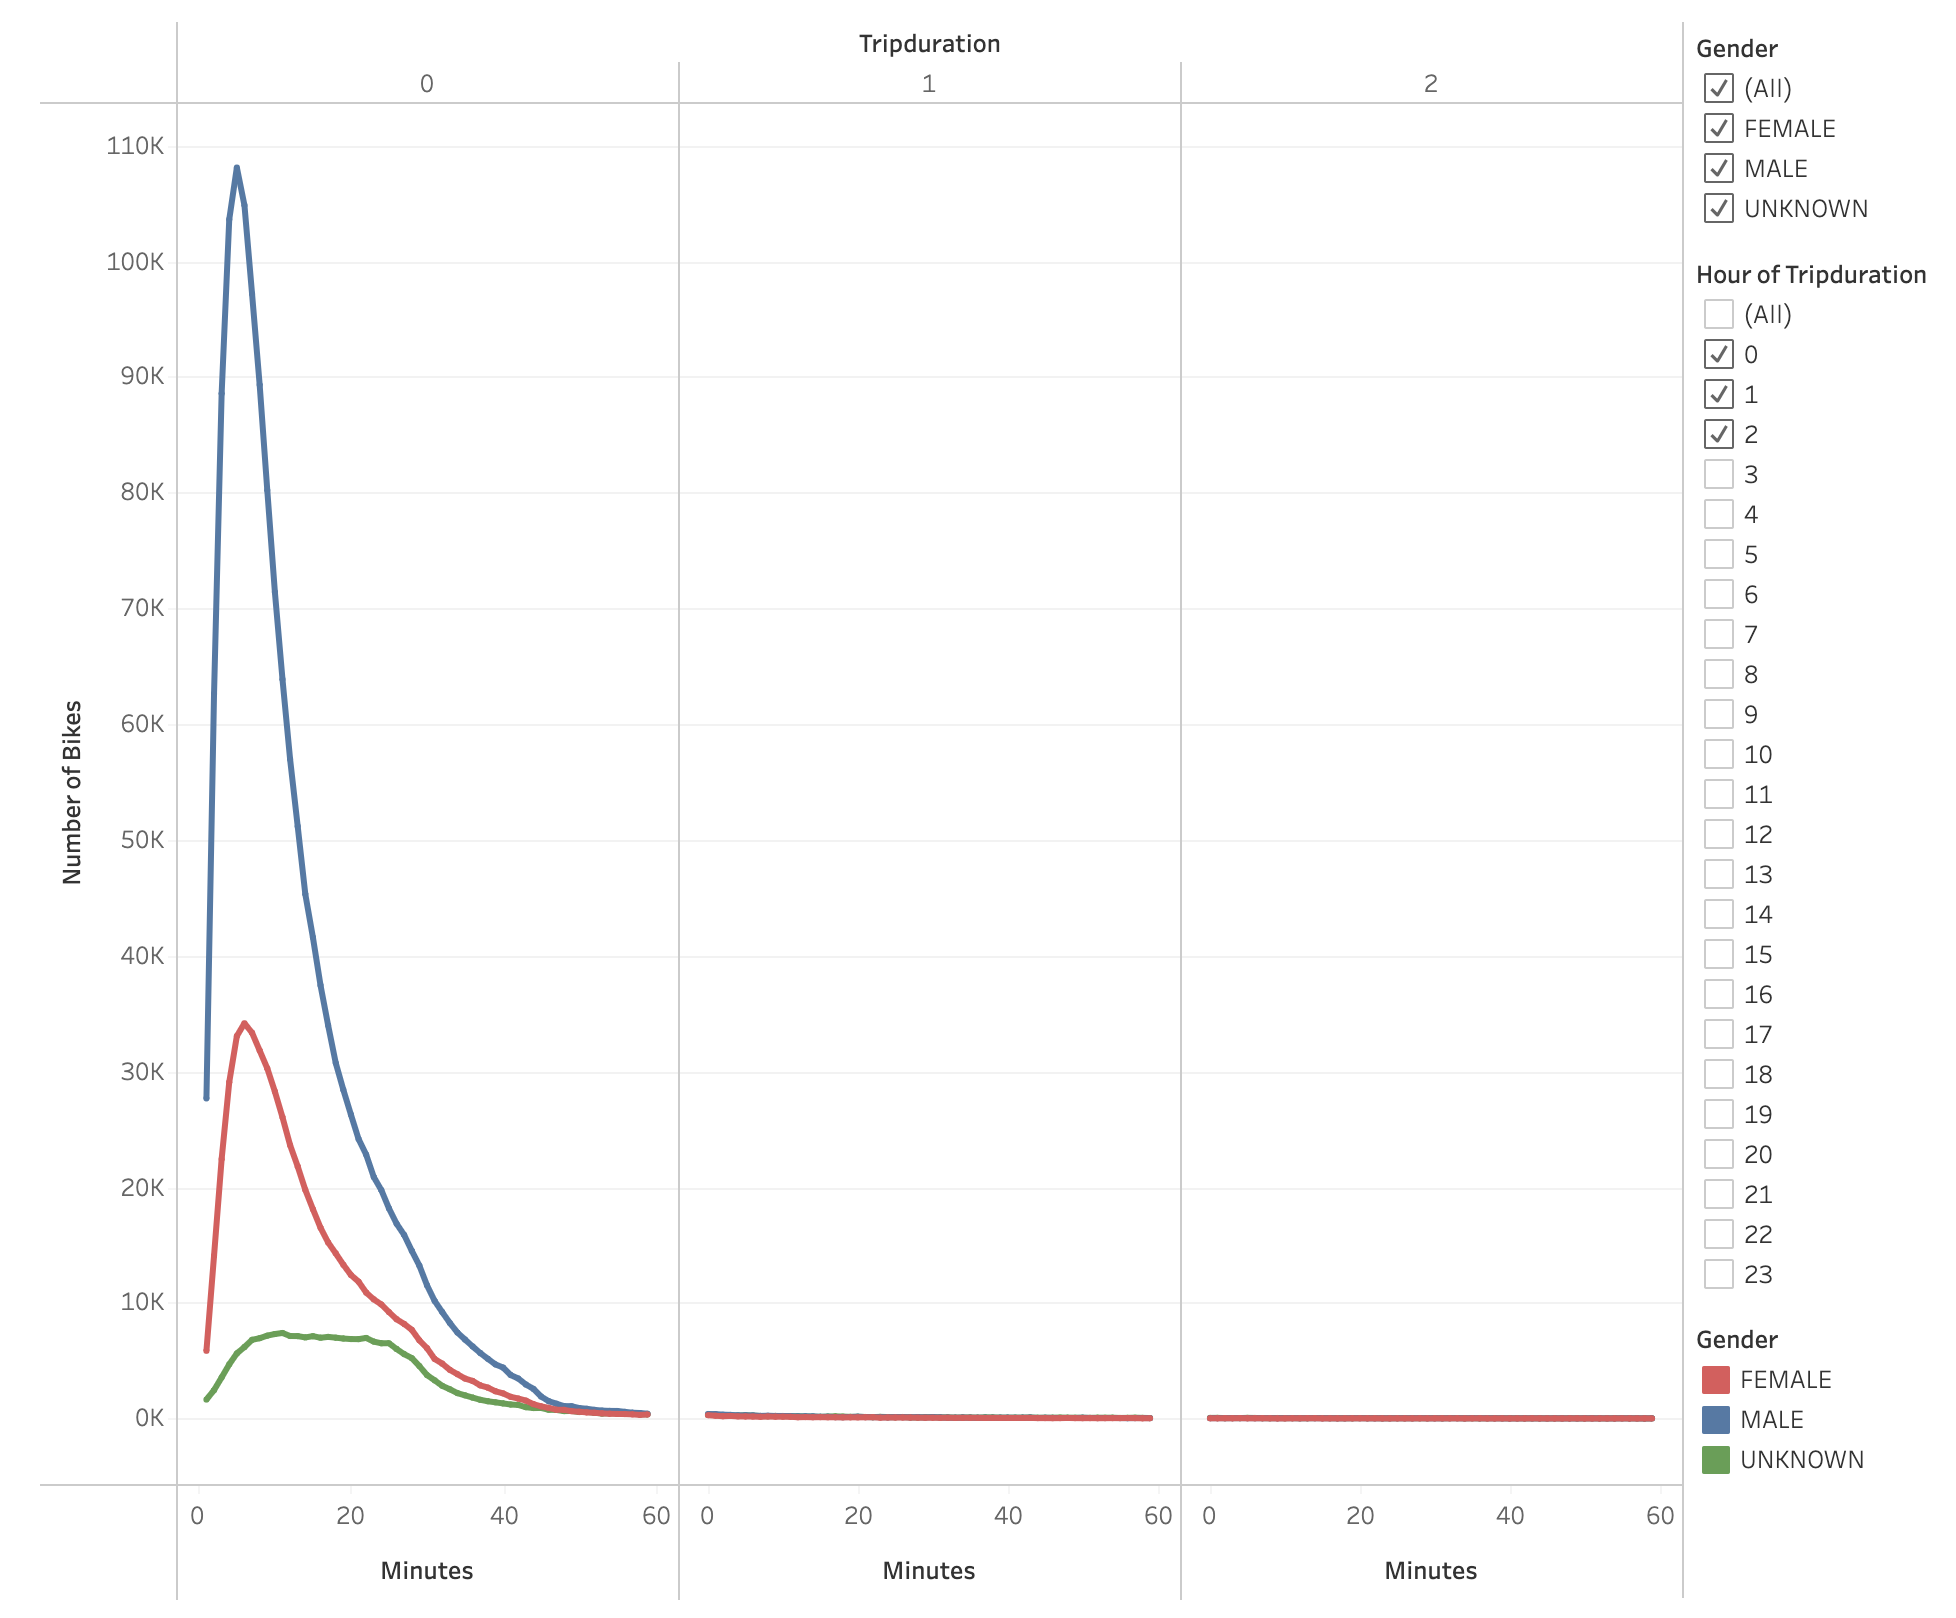 Tripduration
0
1
2
110K
100K
90K
80K
70K
60K
50K
40K
30K
20K
10K
0K
Number of Bikes
0 20 40 60
0 20 40 60
0 20 40 60
Minutes
Minutes
Minutes
Gender
(All)
FEMALE
MALE
UNKNOWN
Hour of Tripduration
(All)
0
1
2
3
4
5
6
7
8
9
10
11
12
13
14
15
16
17
18
19
20
21
22
23
Gender
FEMALE
MALE
UNKNOWN